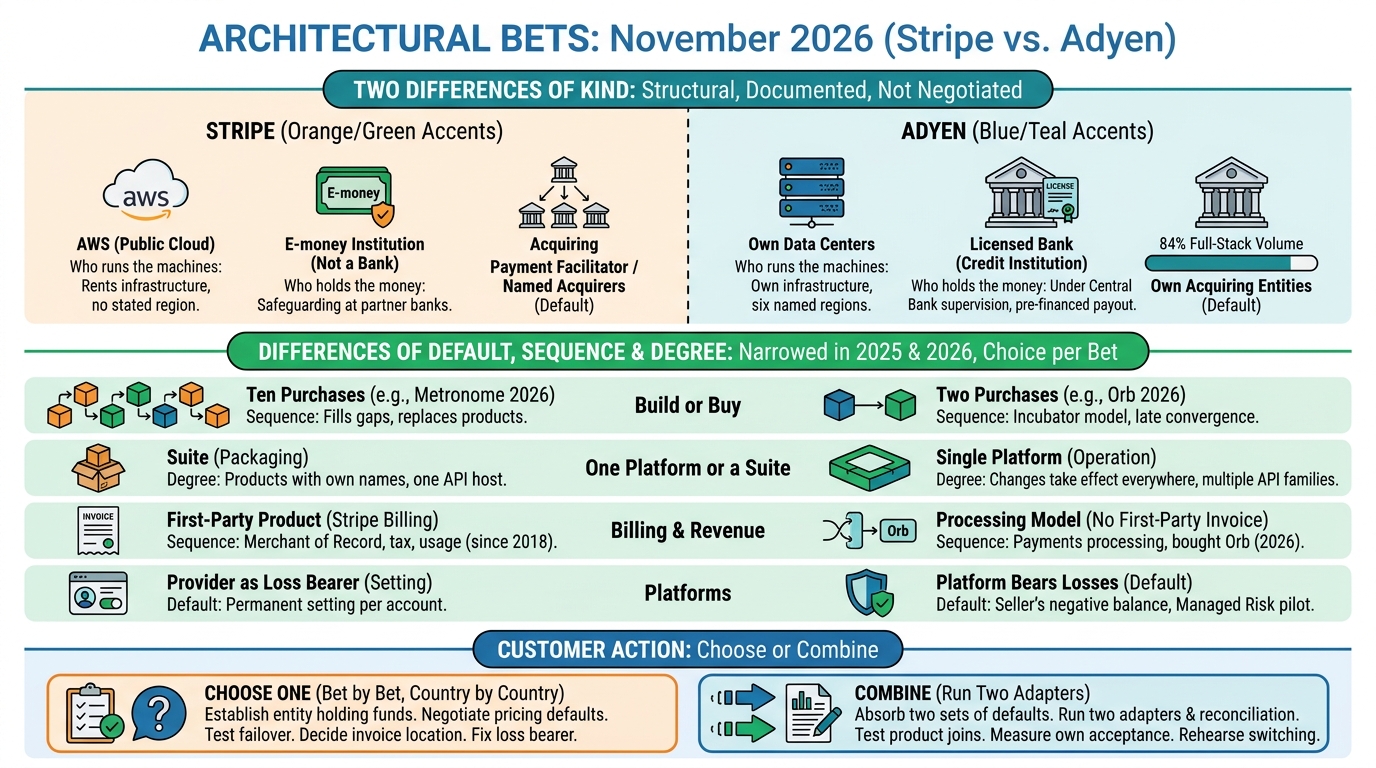 ARCHITECTURAL BETS: November 2026 (Stripe vs. Adyen)
TWO DIFFERENCES OF KIND: Structural, Documented, Not Negotiated
STRIPE (Orange/Green Accents)
aws
AWS (Public Cloud)
Who runs the machines:
Rents infrastructure,
no stated region.
E-money
E-money Institution
(Not a Bank)
Who holds the money:
Safeguarding at partner banks.
Acquiring
Payment Facilitator /
Named Acquirers
(Default)
ADYEN (Blue/Teal Accents)
Own Data Centers
Who runs the machines:
Own infrastructure,
six named regions.
LICENSE
Licensed Bank
(Credit Institution)
Who holds the money: Under Central
Bank supervision, pre-financed payout.
84% Full-Stack Volume
Own Acquiring Entities
(Default)
DIFFERENCES OF DEFAULT, SEQUENCE & DEGREE: Narrowed in 2025 & 2026, Choice per Bet
Ten Purchases (e.g., Metronome 2026)
Sequence: Fills gaps, replaces products.
Build or Buy
Two Purchases (e.g., Orb 2026)
Sequence: Incubator model, late convergence.
Suite (Packaging)
Degree: Products with own names, one API host.
One Platform or a Suite
Single Platform (Operation)
Degree: Changes take effect everywhere, multiple API families.
INVOICE
First-Party Product (Stripe Billing)
Sequence: Merchant of Record, tax, usage (since 2018).
Billing & Revenue
Orb
Processing Model (No First-Party Invoice)
Sequence: Payments processing, bought Orb (2026).
Provider as Loss Bearer (Setting)
Default: Permanent setting per account.
Platforms
Platform Bears Losses (Default)
Default: Seller's negative balance, Managed Risk pilot.
CUSTOMER ACTION: Choose or Combine
?
CHOOSE ONE (Bet by Bet, Country by Country)
Establish entity holding funds. Negotiate pricing defaults.
Test failover. Decide invoice location. Fix loss bearer.
COMBINE (Run Two Adapters)
Absorb two sets of defaults. Run two adapters & reconciliation.
Test product joins. Measure own acceptance. Rehearse switching.